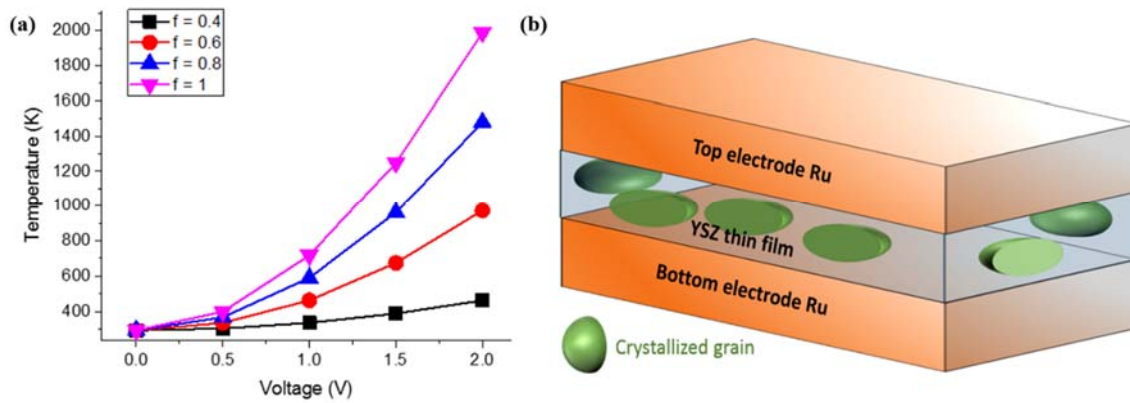 (a)
f = 0.4
f = 0.6
f = 0.8
f = 1
2000
1800
1600
1400
1200
1000
800
600
400
Temperature (K)
0.0 0.5 1.0 1.5 2.0
Voltage (V)
(b)
Top electrode Ru
YSZ thin film
Bottom electrode Ru
Crystallized grain